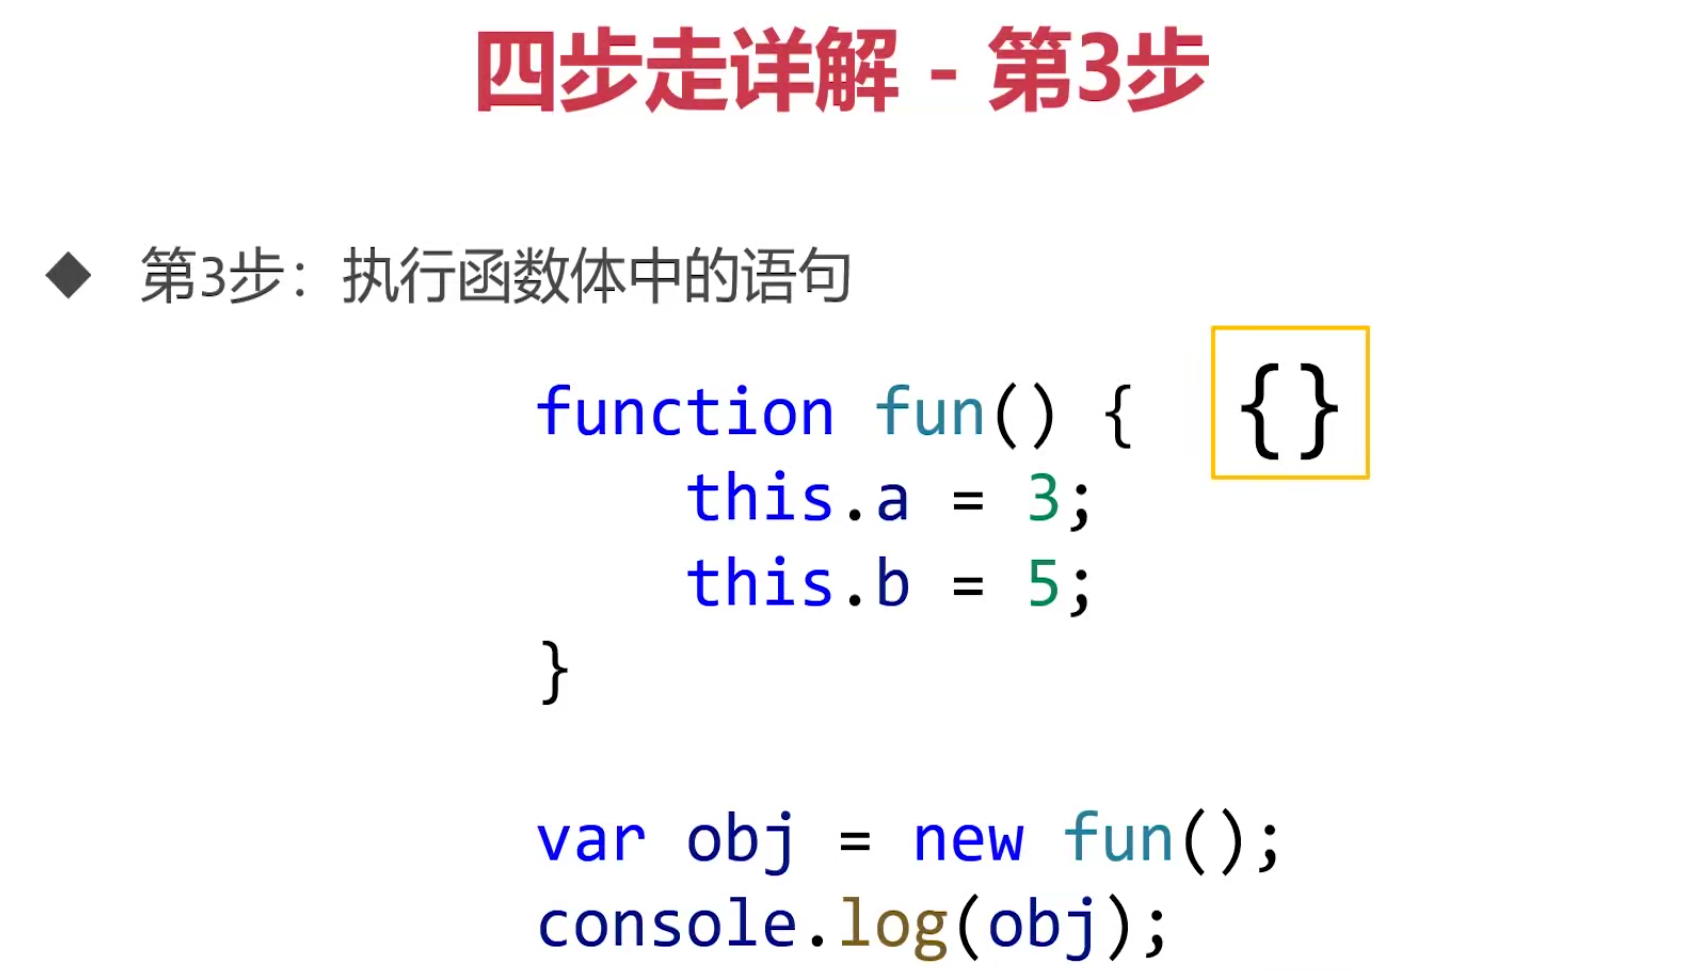 四步走详解 - 第3步
◆ 第3步：执行函数体中的语句
{}
function fun() {
    this.a = 3;
    this.b = 5;
}
var obj = new fun();
console.log(obj);